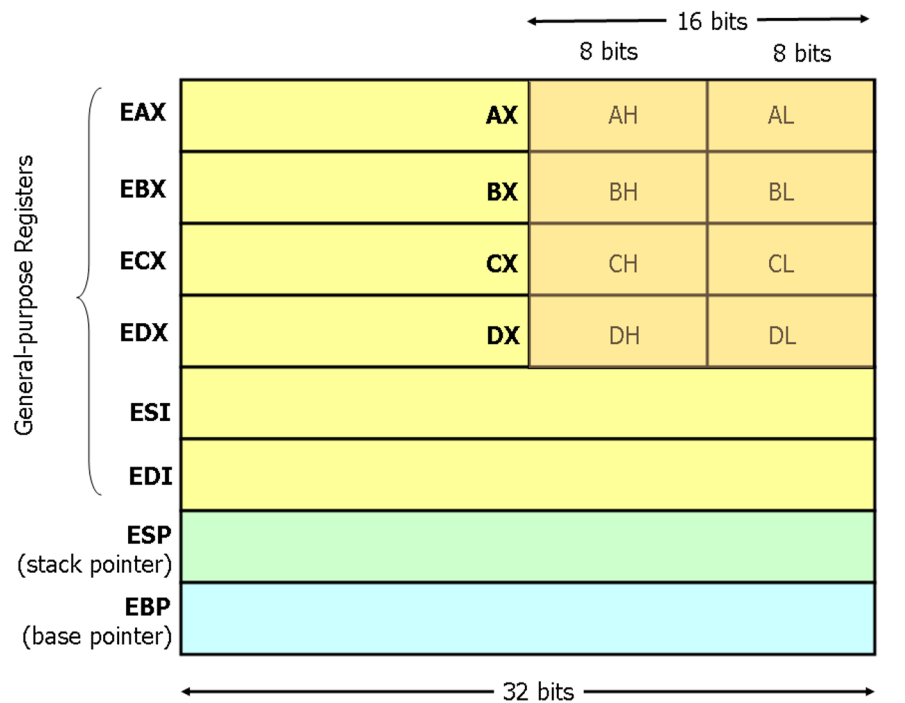 16 bits
8 bits 8 bits
General-purpose Registers
EAX AX AH AL
EBX BX BH BL
ECX CX CH CL
EDX DX DH DL
ESI
EDI
ESP
(stack pointer)
EBP
(base pointer)
32 bits